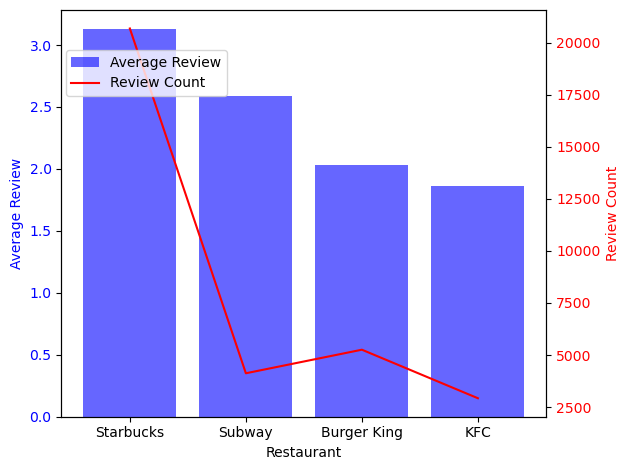 Average Review
Review Count
3.0
2.5
2.0
1.5
1.0
0.5
0.0
Average Review
20000
17500
15000
12500
10000
7500
5000
2500
Review Count
Starbucks Subway Burger King KFC
Restaurant